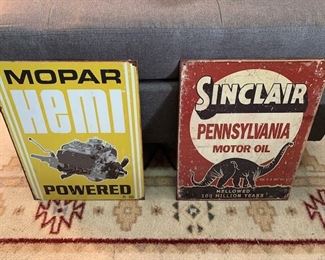 MOPAR
HEMI
POWERED
SINCLAIR
PENNSYLVANIA
MOTOR OIL
MELLOWED
100 MILLION YEARS